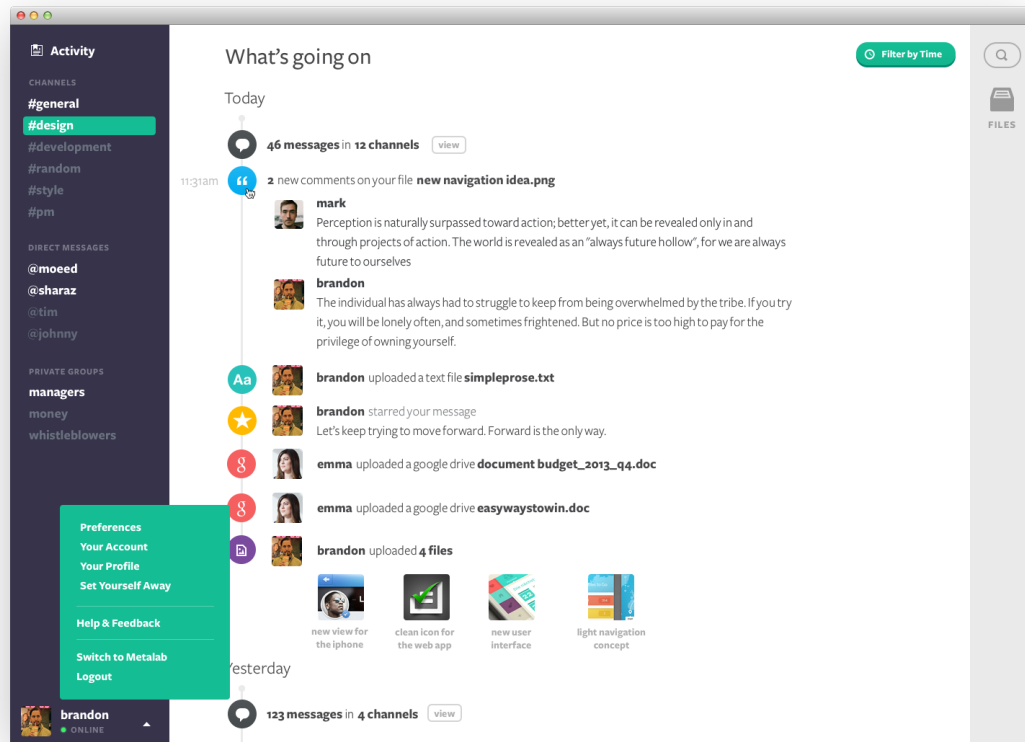 Activity
CHANNELS
#general
#design
#development
#random
#style
#pm
DIRECT MESSAGES
@moeed
@sharaz
@tim
@johnny
PRIVATE GROUPS
managers
money
whistleblowers
Preferences
Your Account
Your Profile
Set Yourself Away
Help & Feedback
Switch to Metalab
Logout
brandon
ONLINE
What's going on
Filter by Time
Today
46 messages in 12 channels view
11:31am
2 new comments on your file new navigation idea.png
mark
Perception is naturally surpassed toward action; better yet, it can be revealed only in and
through projects of action. The world is revealed as an "always future hollow", for we are always
future to ourselves
brandon
The individual has always had to struggle to keep from being overwhelmed by the tribe. If you try
it, you will be lonely often, and sometimes frightened. But no price is too high to pay for the
privilege of owning yourself.
Aa
brandon uploaded a text file simpleprose.txt
brandon starred your message
Let's keep trying to move forward. Forward is the only way.
g
emma uploaded a google drive document budget_2013_q4.doc
g
emma uploaded a google drive easywaystowin.doc
brandon uploaded 4 files
new view for
the iphone
clean icon for
the web app
new user
interface
light navigation
concept
Yesterday
123 messages in 4 channels view
FILES